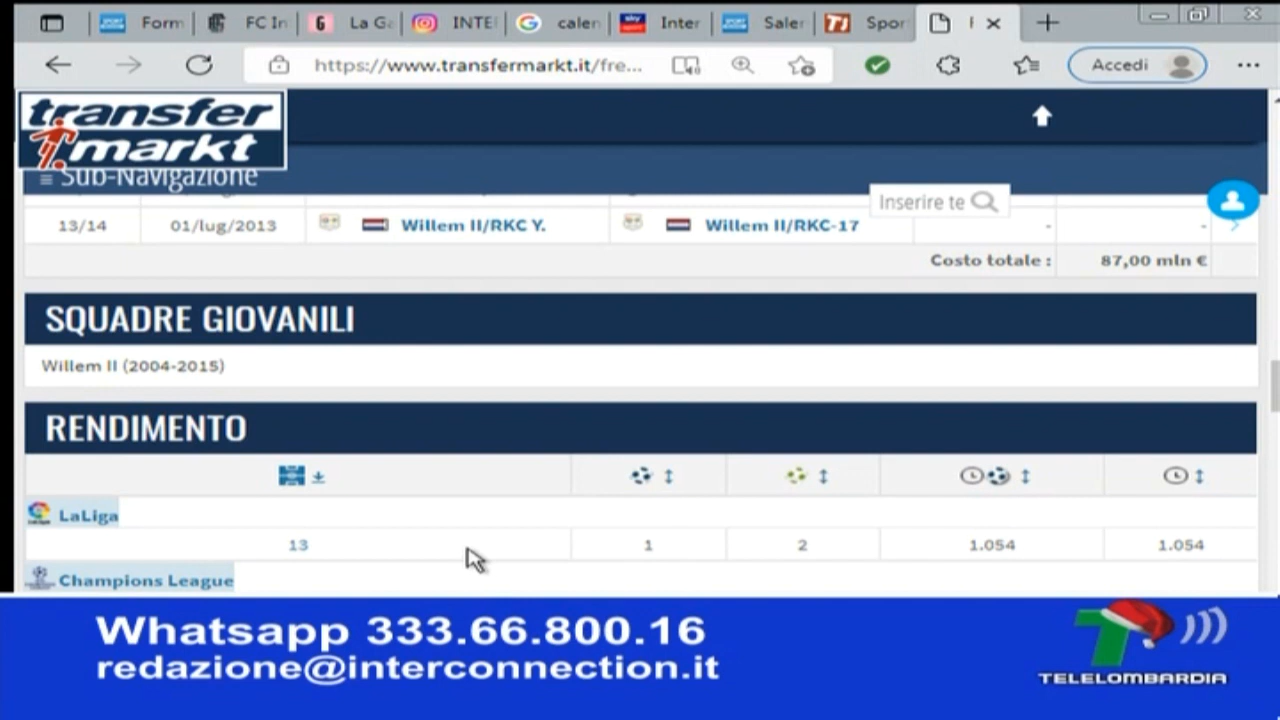 Form
FC In
La Ga
INTE
calen
Inter
Saler
Spor
https://www.transfermarkt.it/fre...
Accedi
transfer
markt
≡ Sub-Navigazione
Inserire te
13/14 01/lug/2013 Willem II/RKC Y. Willem II/RKC-17 - -
Costo totale : 87,00 mln €
SQUADRE GIOVANILI
Willem II (2004-2015)
RENDIMENTO
LaLiga
13 1 2 1.054 1.054
Champions League
Whatsapp 333.66.800.16
redazione@interconnection.it
T
TELELOMBARDIA